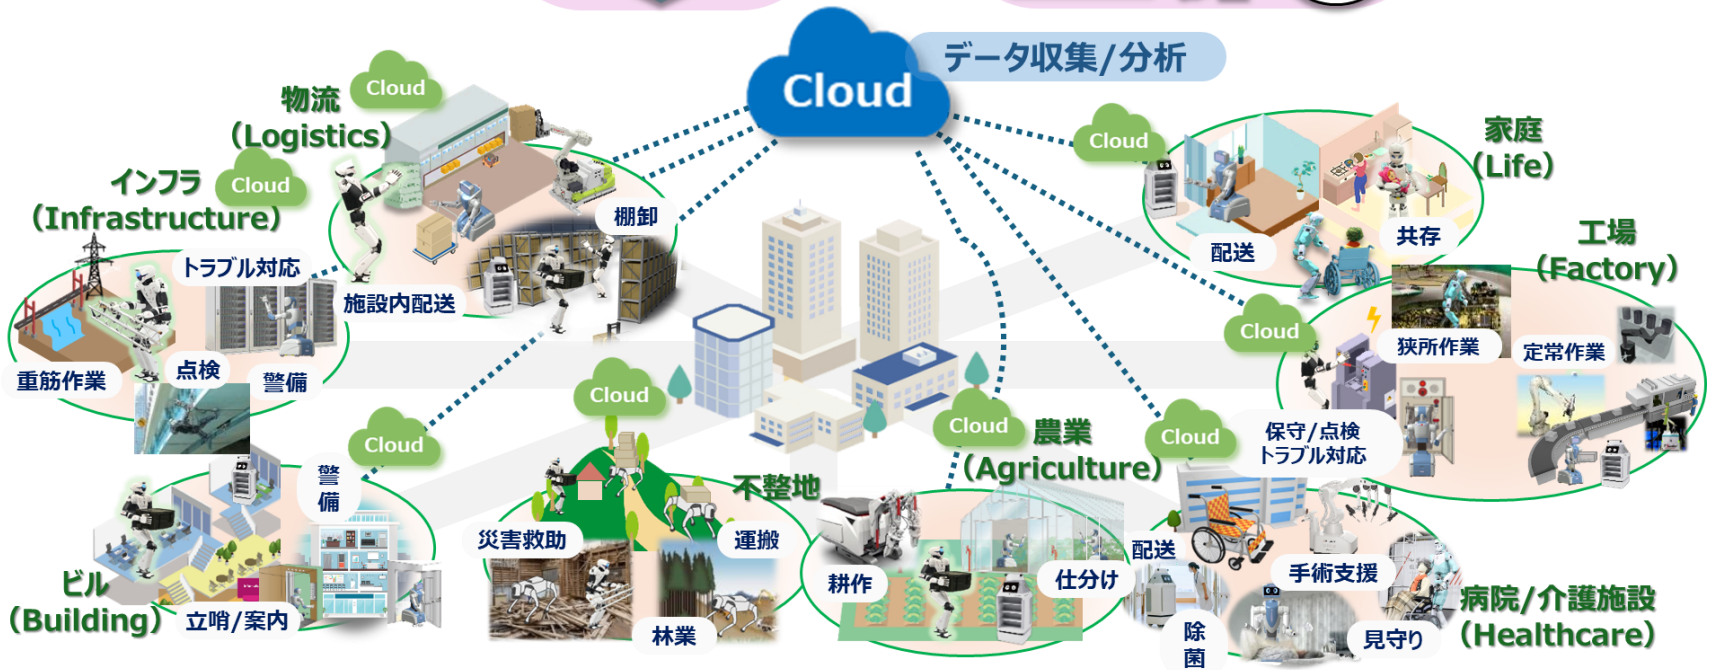 Cloud
データ収集/分析
物流
（Logistics）
Cloud
棚卸
施設内配送
インフラ
（Infrastructure）
Cloud
トラブル対応
重筋作業
点検
警備
Cloud
警
備
ビル
（Building）
立哨/案内
Cloud
不整地
災害救助
運搬
林業
Cloud
農業
（Agriculture）
耕作
仕分け
Cloud
配送
手術支援
除
菌
見守り
病院/介護施設
（Healthcare）
Cloud
家庭
（Life）
配送
共存
工場
（Factory）
Cloud
狭所作業
定常作業
保守/点検
トラブル対応